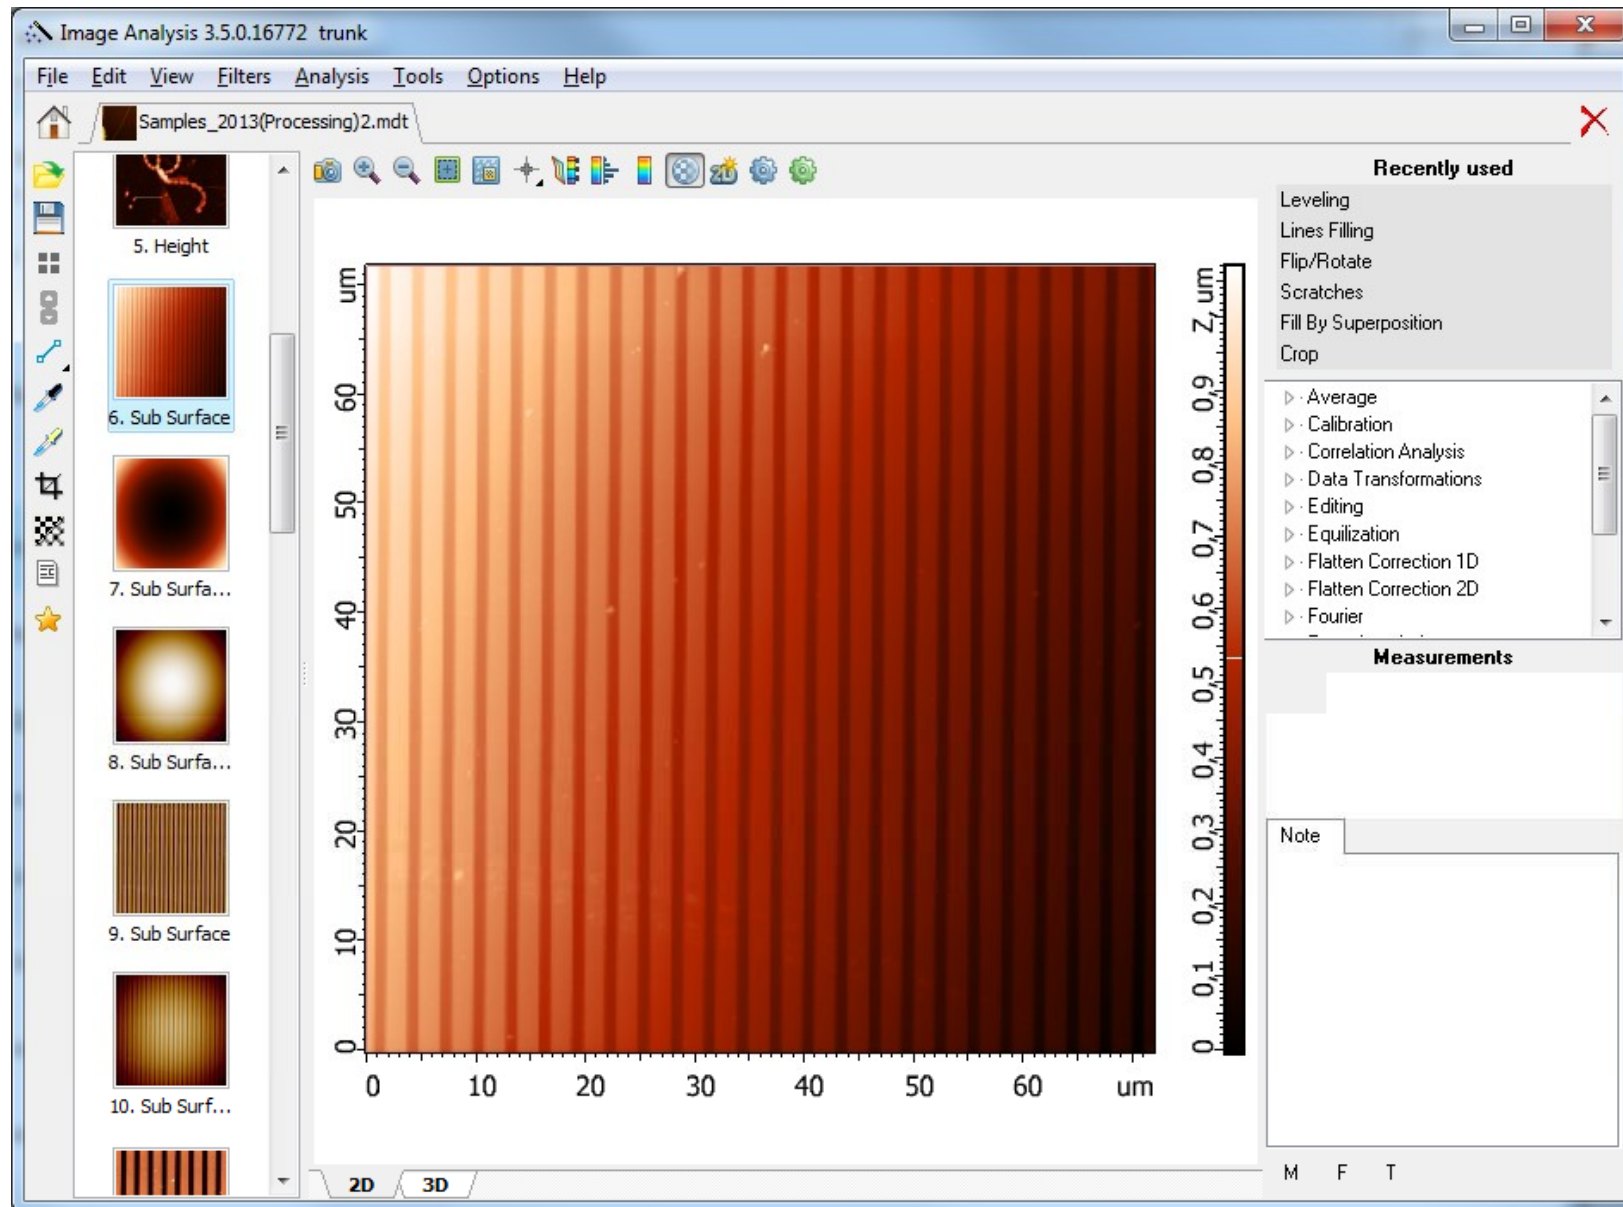 Image Analysis 3.5.0.16772 trunk
File Edit View Filters Analysis Tools Options Help
Samples_2013(Processing)2.mdt
5. Height
6. Sub Surface
7. Sub Surfa...
8. Sub Surfa...
9. Sub Surface
10. Sub Surf...
2D
um
60
50
40
30
20
10
0
0 10 20 30 40 50 60 um
Z, um
0,9
0,8
0,7
0,6
0,5
0,4
0,3
0,2
0,1
0
2D 3D
Recently used
Leveling
Lines Filling
Flip/Rotate
Scratches
Fill By Superposition
Crop
Average
Calibration
Correlation Analysis
Data Transformations
Editing
Equilization
Flatten Correction 1D
Flatten Correction 2D
Fourier
Measurements
Note
M F T